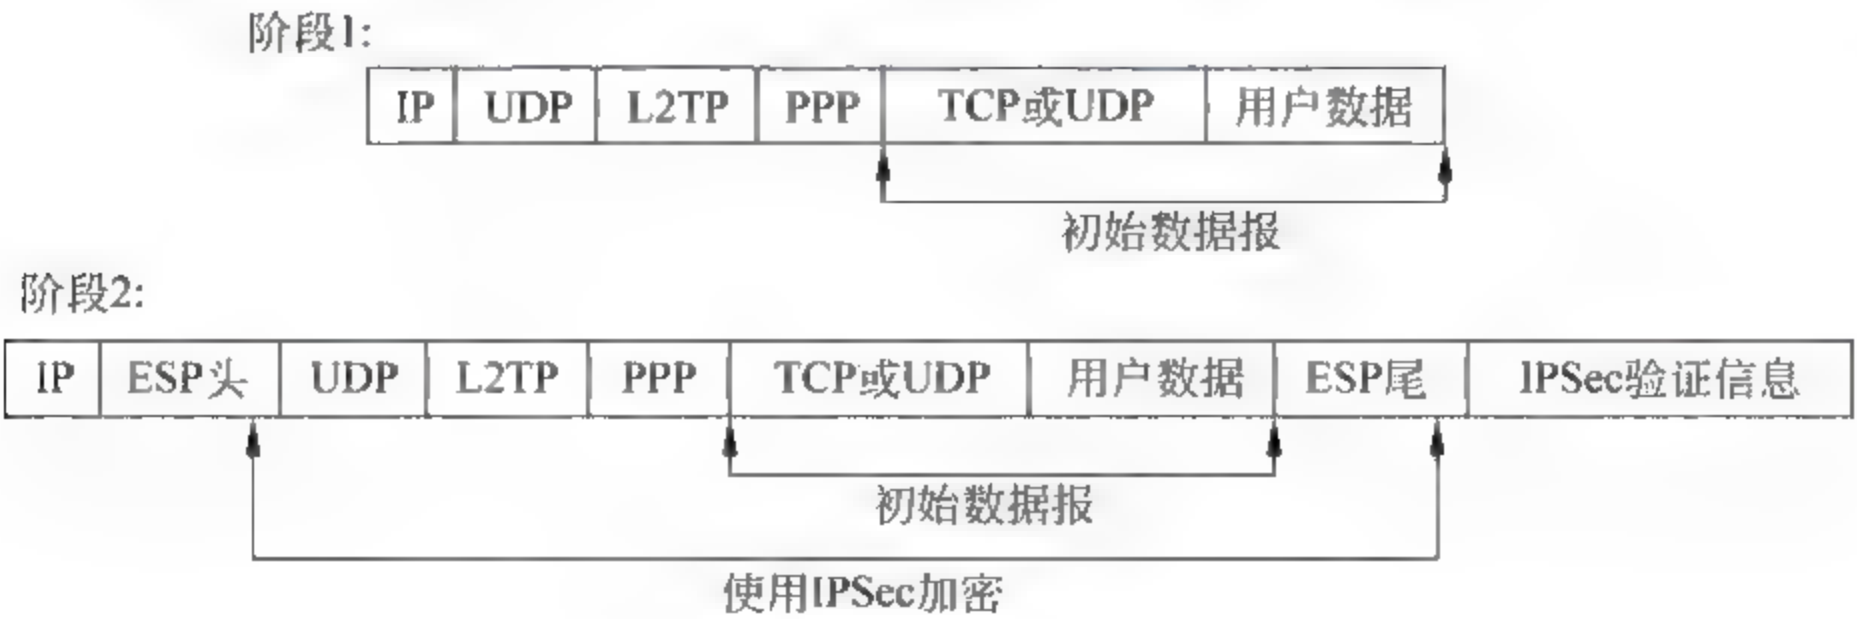 阶段1:
IP UDP L2TP PPP TCP或UDP 用户数据
初始数据报
阶段2:
IP ESP头 UDP L2TP PPP TCP或UDP 用户数据 ESP尾 IPSec验证信息
初始数据报
使用IPSec加密